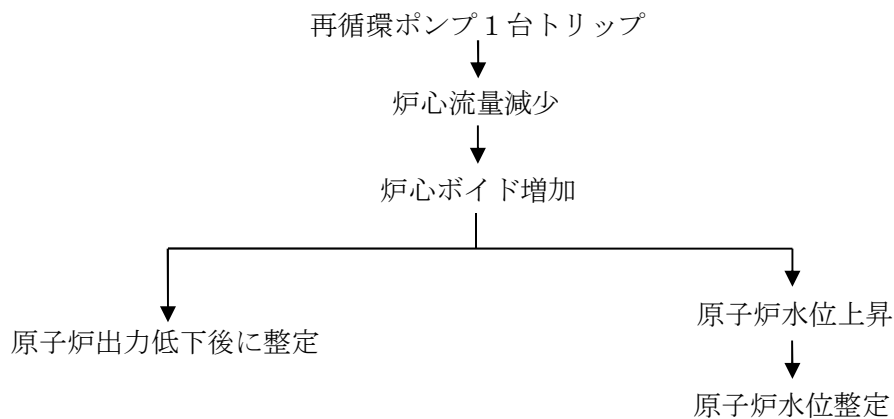 再循環ポンプ１台トリップ
炉心流量減少
炉心ボイド増加
原子炉出力低下後に整定
原子炉水位上昇
原子炉水位整定